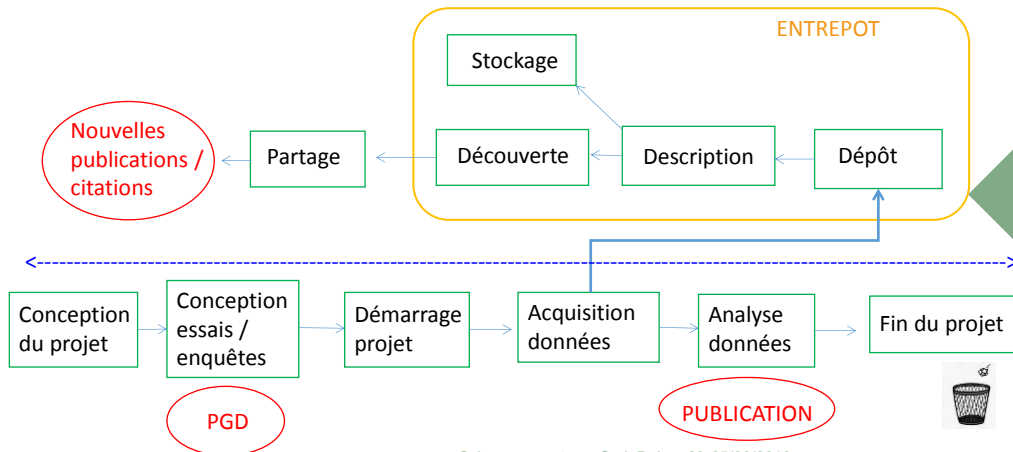 ENTREPOT
Stockage
Nouvelles
publications /
citations
Partage
Découverte
Description
Dépôt
Conception
du projet
Conception
essais /
enquêtes
Démarrage
projet
Acquisition
données
Analyse
données
Fin du projet
PGD
PUBLICATION